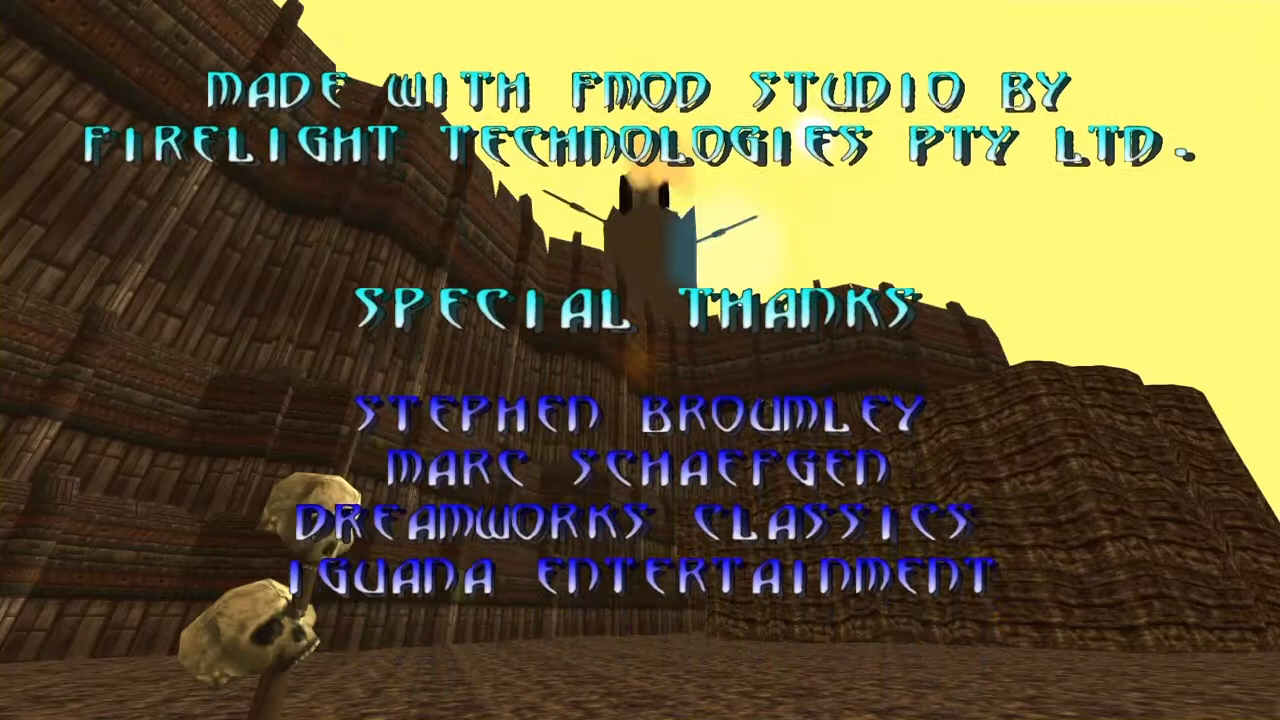 MADE WITH FMOD STUDIO BY
FIRELIGHT TECHNOLOGIES PTY LTD.
SPECIAL THANKS
STEPHEN BROUMLEY
MARC SCHAEFGEN
DREAMWORKS CLASSICS
IGUANA ENTERTAINMENT